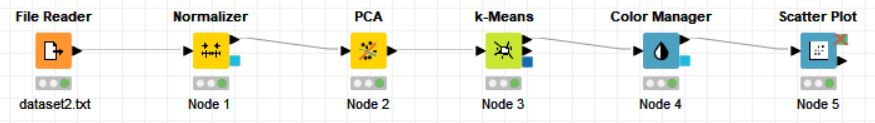 File Reader Normalizer PCA k-Means Color Manager Scatter Plot
dataset2.txt Node 1 Node 2 Node 3 Node 4 Node 5